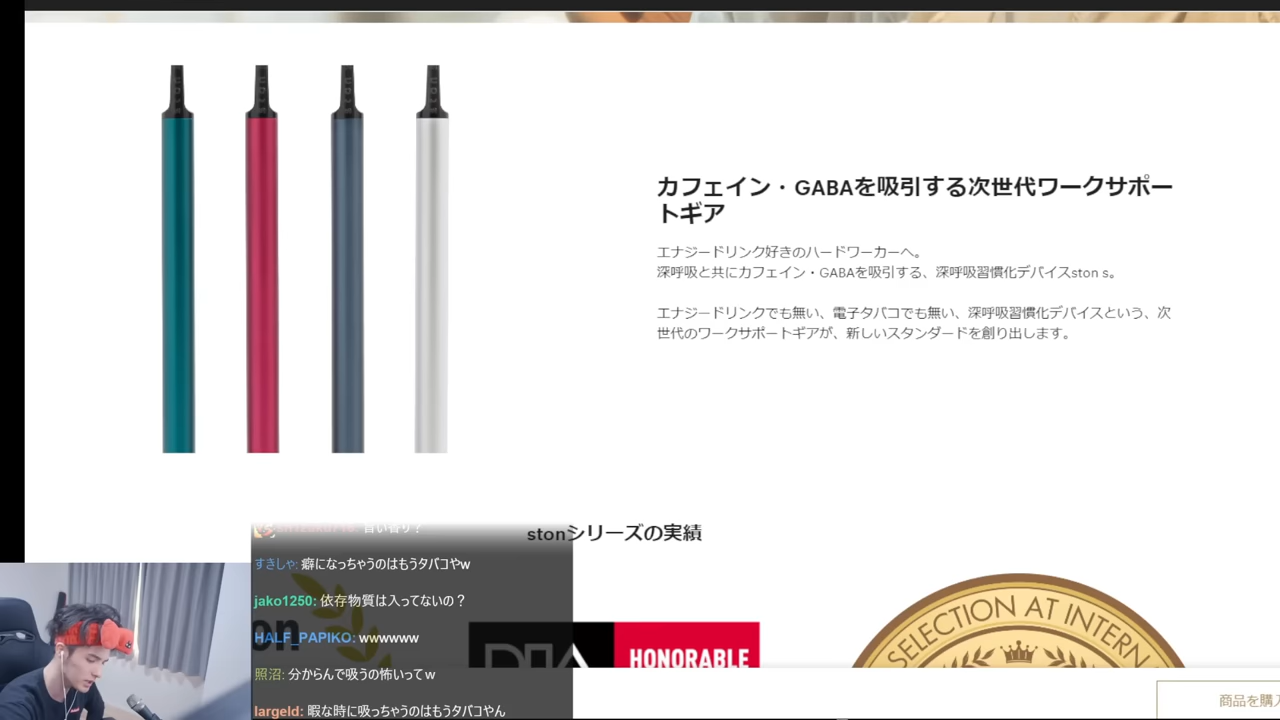 カフェイン・GABAを吸引する次世代ワークサポー
トギア
エナジードリンク好きのハードワーカーへ。
深呼吸と共にカフェイン・GABAを吸引する、深呼吸習慣化デバイスston s。
エナジードリンクでも無い、電子タバコでも無い、深呼吸習慣化デバイスという、次
世代のワークサポートギアが、新しいスタンダードを創り出します。
stonシリーズの実績
すきしゃ: 癖になっちゃうのはもうタバコやw
jako1250: 依存物質は入ってないの？
HALF_PAPIKO: wwwwww
照沼: 分からんで吸うの怖いってw
largeld: 暇な時に吸っちゃうのはもうタバコやん
HONORABLE
SELECTION AT INTERN
商品を購入